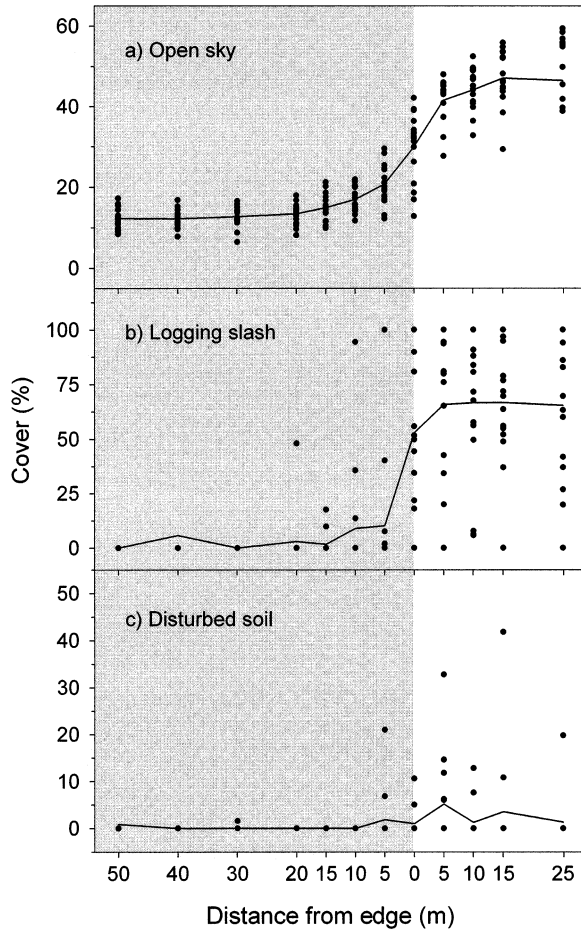 60
a) Open sky
40
20
0
100
b) Logging slash
75
50
25
0
Cover (%)
50
c) Disturbed soil
40
30
20
10
0
50 40 30 20 15 10 5 0 5 10 15 25
Distance from edge (m)